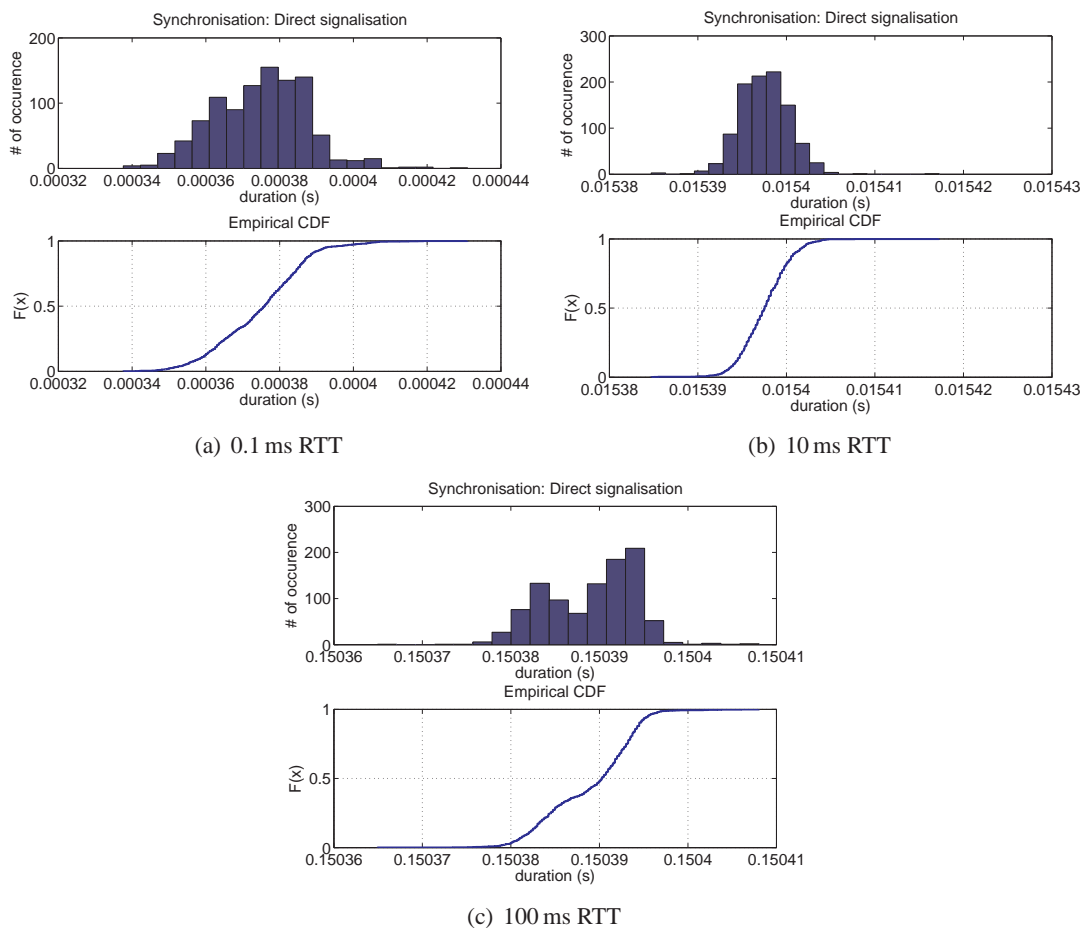 Synchronisation: Direct signalisation
200
100
0
# of occurence
0.00032 0.00034 0.00036 0.00038 0.0004 0.00042 0.00044
duration (s)
Empirical CDF
1
0.5
0
F(x)
0.00032 0.00034 0.00036 0.00038 0.0004 0.00042 0.00044
duration (s)
(a) 0.1 ms RTT
Synchronisation: Direct signalisation
300
200
100
0
# of occurence
0.01538 0.01539 0.0154 0.01541 0.01542 0.01543
duration (s)
Empirical CDF
1
0.5
0
F(x)
0.01538 0.01539 0.0154 0.01541 0.01542 0.01543
duration (s)
(b) 10 ms RTT
Synchronisation: Direct signalisation
300
200
100
0
# of occurence
0.15036 0.15037 0.15038 0.15039 0.1504 0.15041
duration (s)
Empirical CDF
1
0.5
0
F(x)
0.15036 0.15037 0.15038 0.15039 0.1504 0.15041
duration (s)
(c) 100 ms RTT